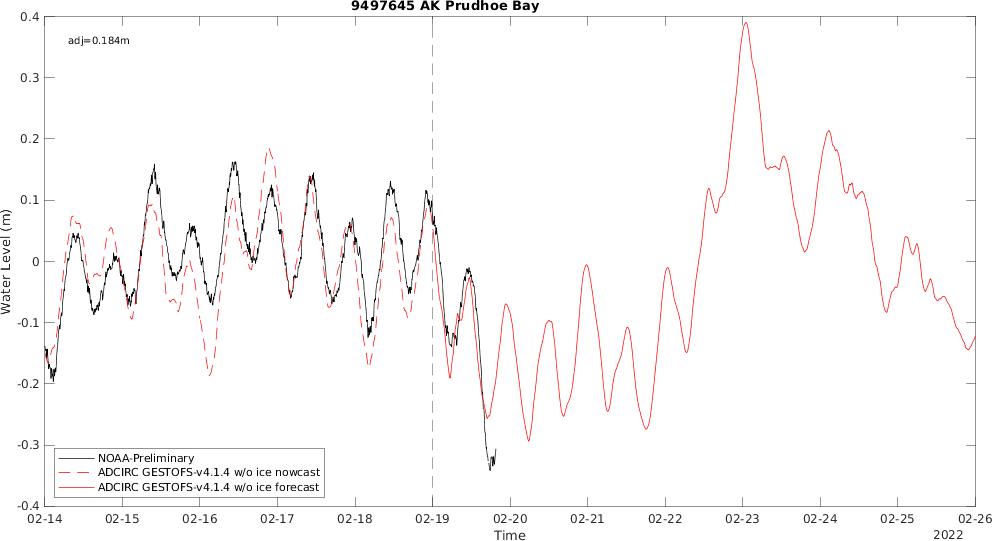 9497645 AK Prudhoe Bay
adj=0.184m
0.4
0.3
0.2
0.1
0
-0.1
-0.2
-0.3
-0.4
Water Level (m)
NOAA-Preliminary
ADCIRC GESTOFS-v4.1.4 w/o ice nowcast
ADCIRC GESTOFS-v4.1.4 w/o ice forecast
02-14 02-15 02-16 02-17 02-18 02-19 02-20 02-21 02-22 02-23 02-24 02-25 02-26
Time
2022